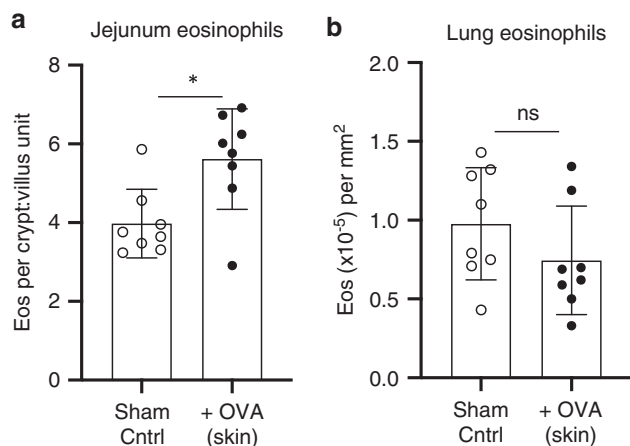 a
Jejunum eosinophils
Eos per crypt:villus unit
8
6
4
2
0
*
Sham
Cntrl
+ OVA
(skin)
b
Lung eosinophils
Eos (x10⁻⁵) per mm²
2.0
1.5
1.0
0.5
0.0
ns
Sham
Cntrl
+ OVA
(skin)